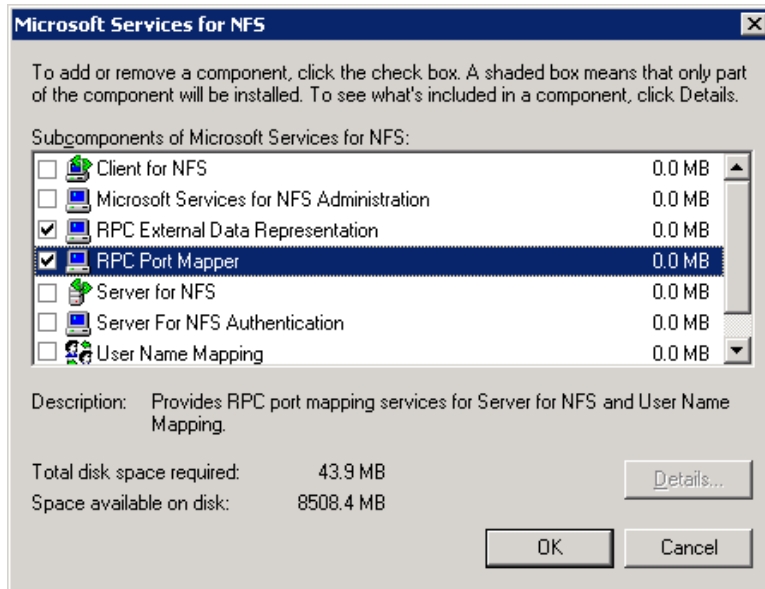 Microsoft Services for NFS
To add or remove a component, click the check box. A shaded box means that only part
of the component will be installed. To see what's included in a component, click Details.
Subcomponents of Microsoft Services for NFS:
Client for NFS 0.0 MB
Microsoft Services for NFS Administration 0.0 MB
RPC External Data Representation 0.0 MB
RPC Port Mapper 0.0 MB
Server for NFS 0.0 MB
Server For NFS Authentication 0.0 MB
User Name Mapping 0.0 MB
Description: Provides RPC port mapping services for Server for NFS and User Name
Mapping.
Total disk space required: 43.9 MB
Space available on disk: 8508.4 MB
Details...
OK Cancel